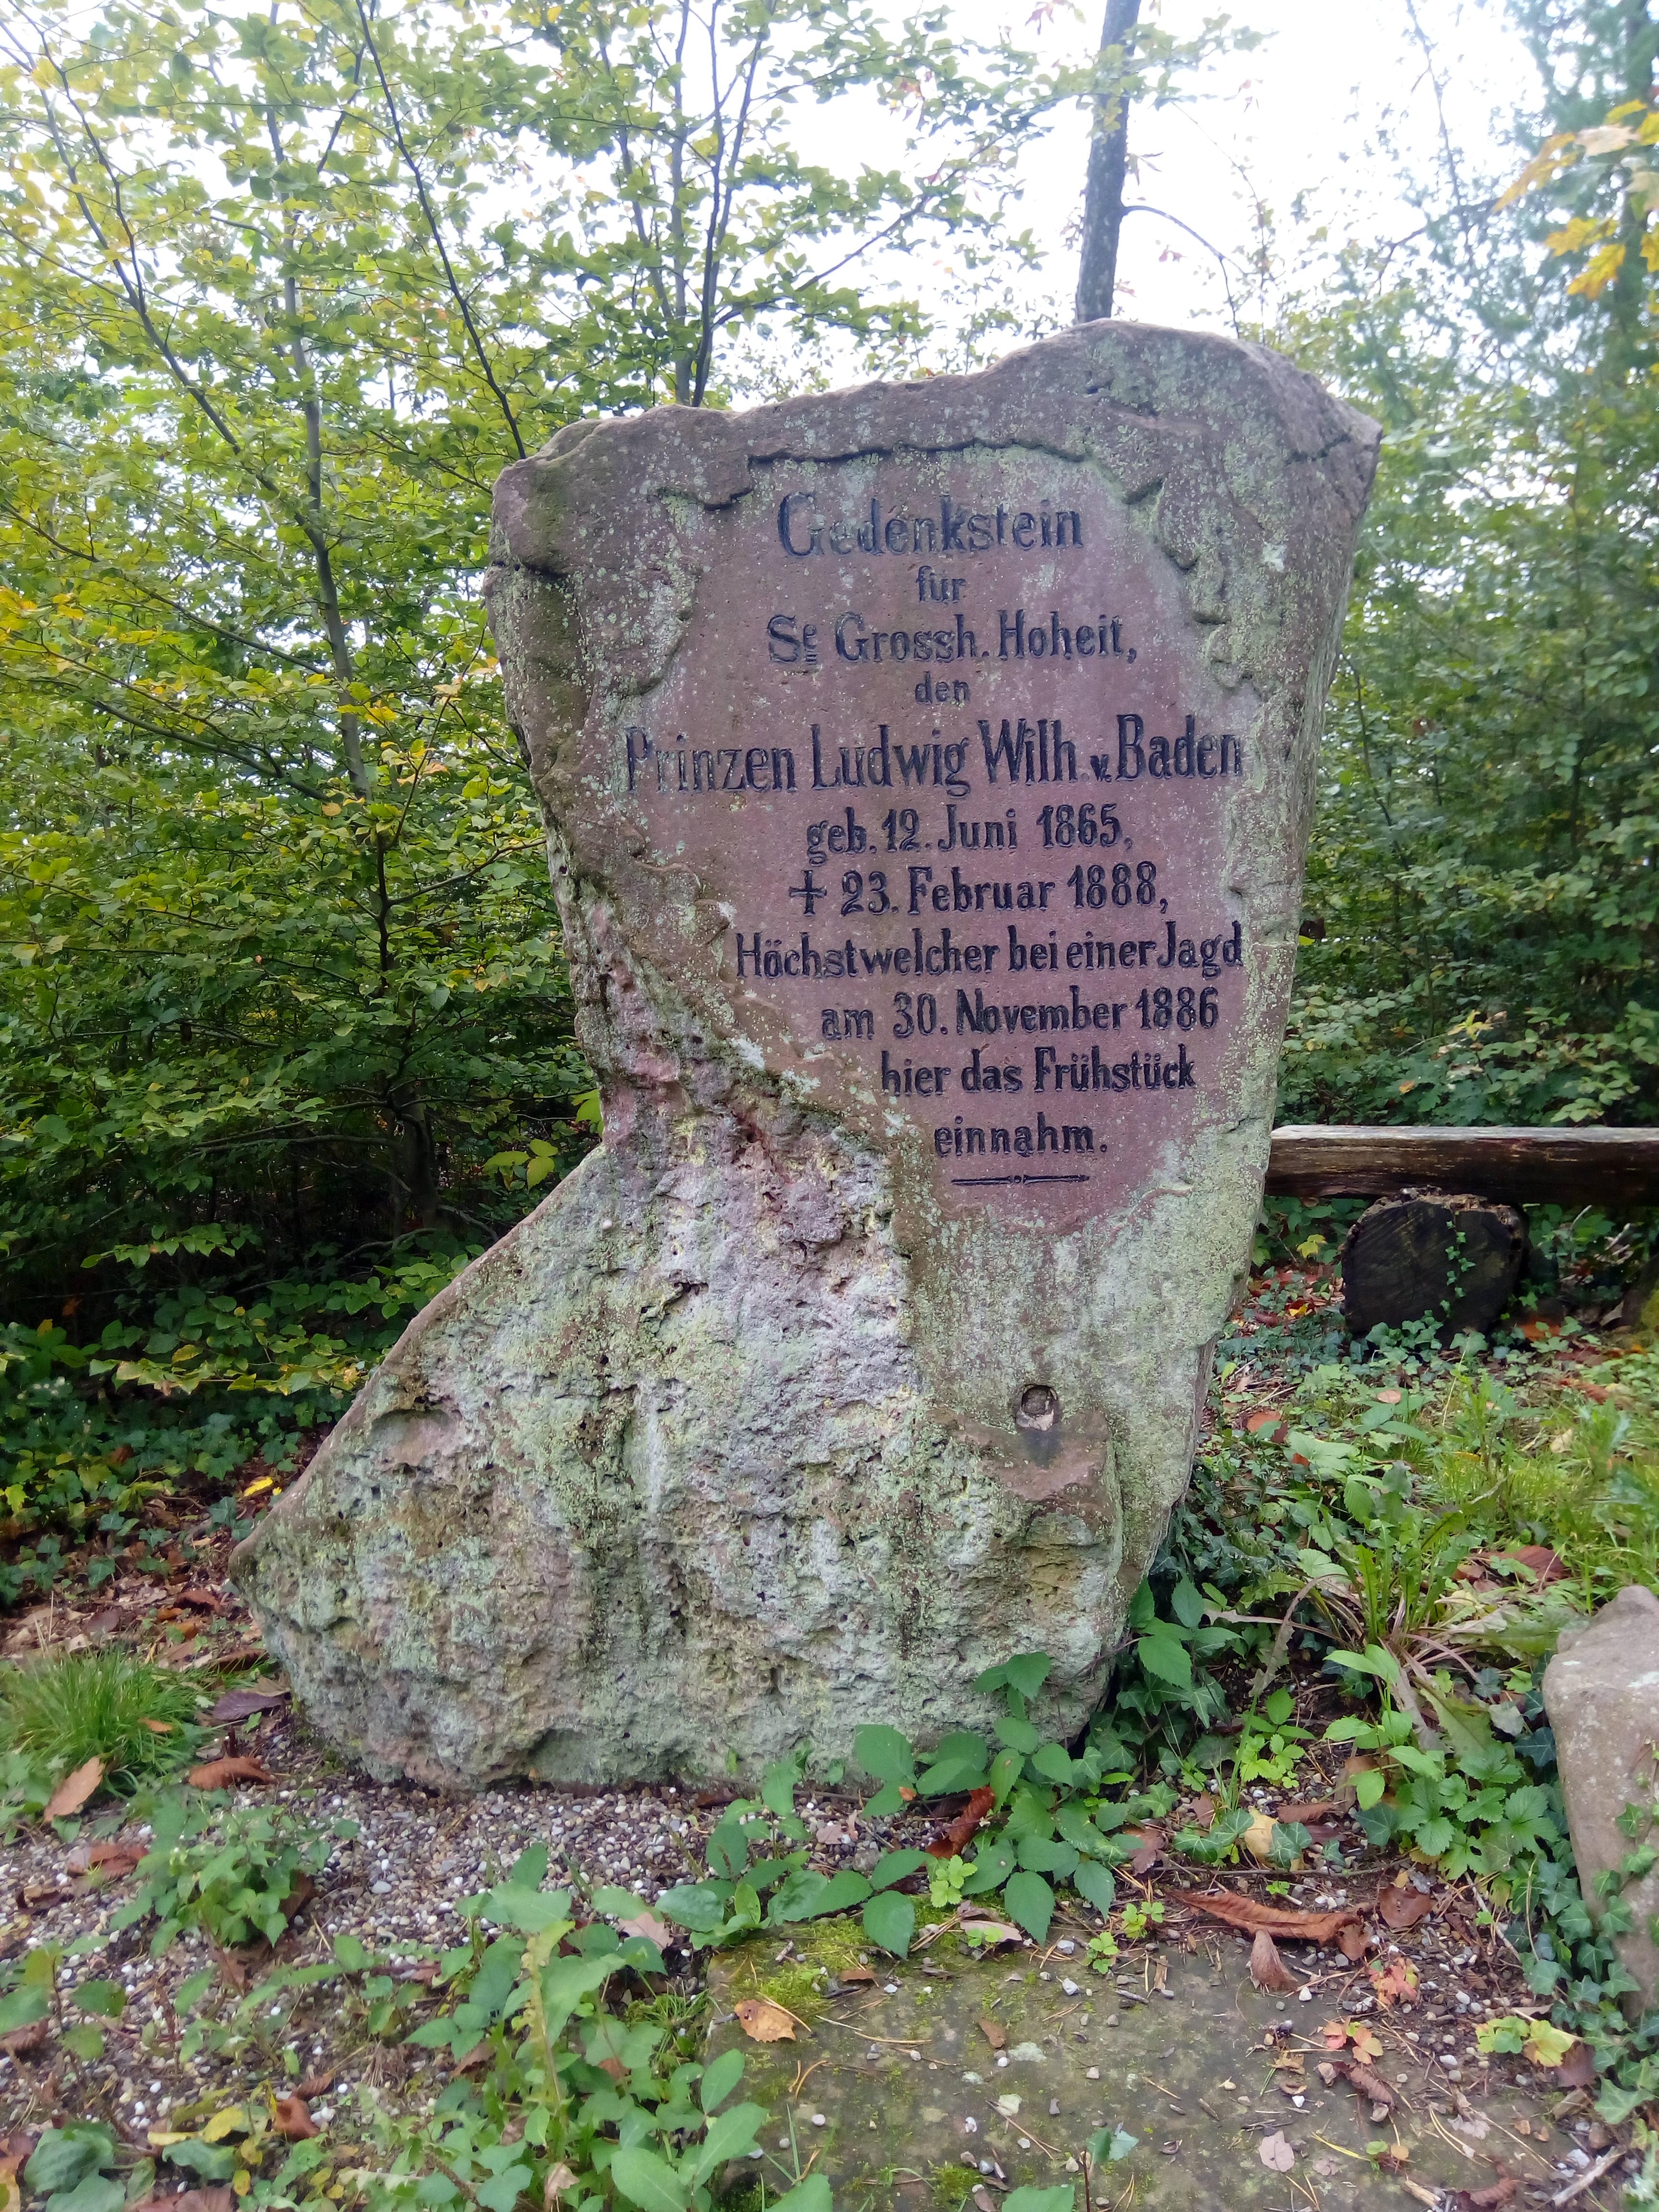 Gedenkstein
für
Se Grossh. Hoheit,
den
Prinzen Ludwig Wilh. v. Baden
geb. 12. Juni 1865,
✝ 23. Februar 1888,
Höchstwelcher bei einer Jagd
am 30. November 1886
hier das Frühstück
einnahm.